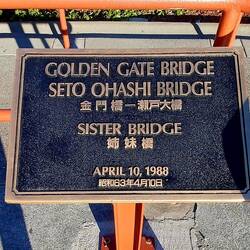 GOLDEN GATE BRIDGE
SETO OHASHI BRIDGE
金門橋一瀬戸大橋
SISTER BRIDGE
姉妹橋
APRIL 10, 1988
昭和63年4月10日